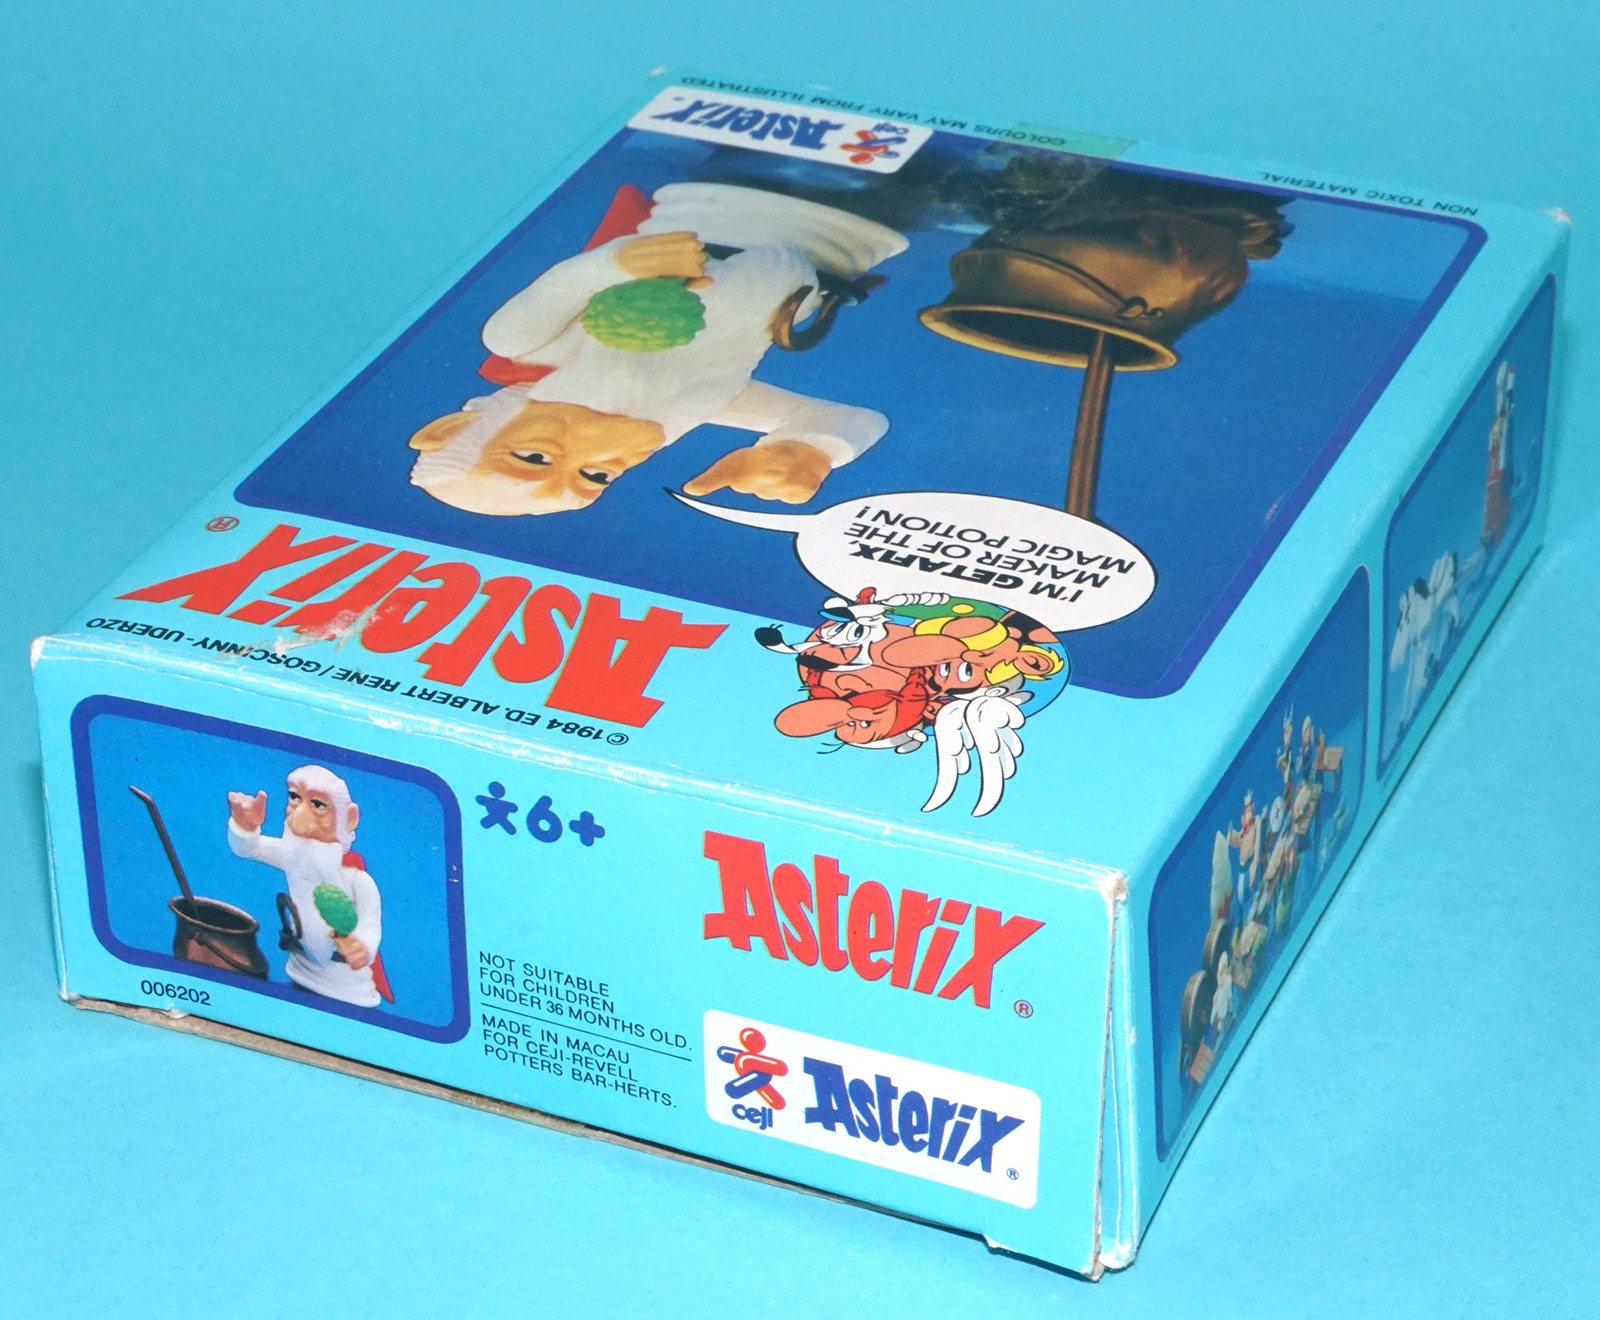 Asterix®
©1984 ED. ALBERT RENE / GOSCINNY - UDERZO
I'M GETAFIX,
MAKER OF THE
MAGIC POTION!
ceji Asterix®
COLOURS MAY VARY FROM ILLUSTRATED.
NON TOXIC MATERIAL.
006202
6+
NOT SUITABLE
FOR CHILDREN
UNDER 36 MONTHS OLD.
MADE IN MACAU
FOR CEJI-REVELL
POTTERS BAR-HERTS.
Asterix®
ceji Asterix®